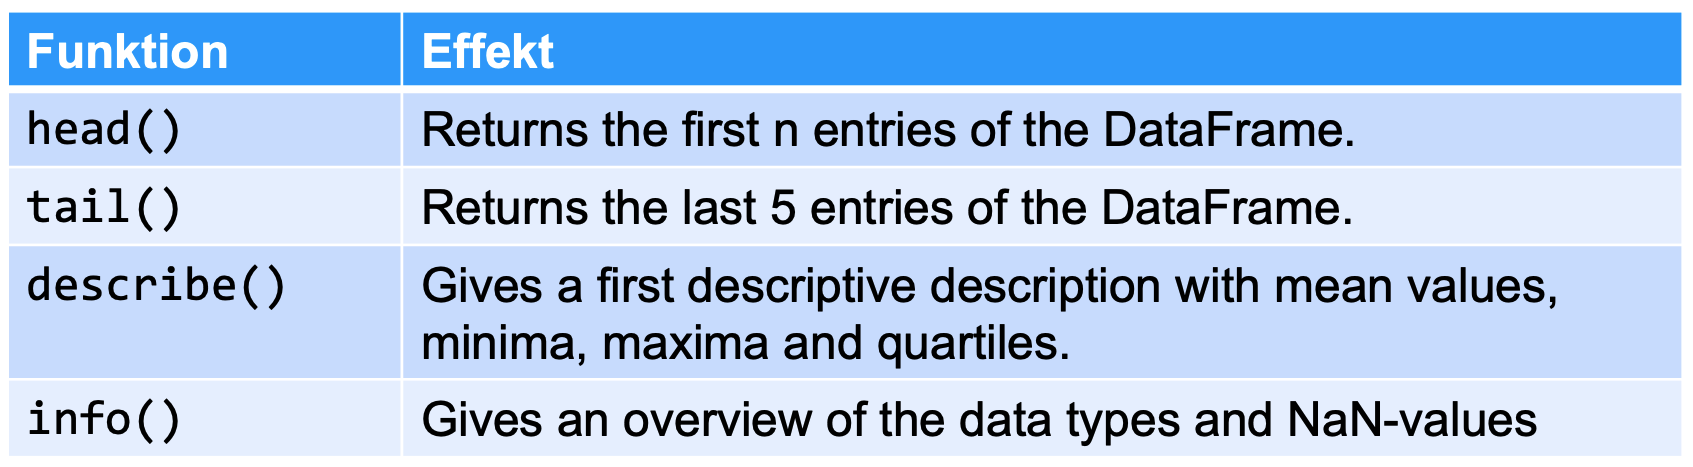 Funktion Effekt
head() Returns the first n entries of the DataFrame.
tail() Returns the last 5 entries of the DataFrame.
describe() Gives a first descriptive description with mean values,
minima, maxima and quartiles.
info() Gives an overview of the data types and NaN-values